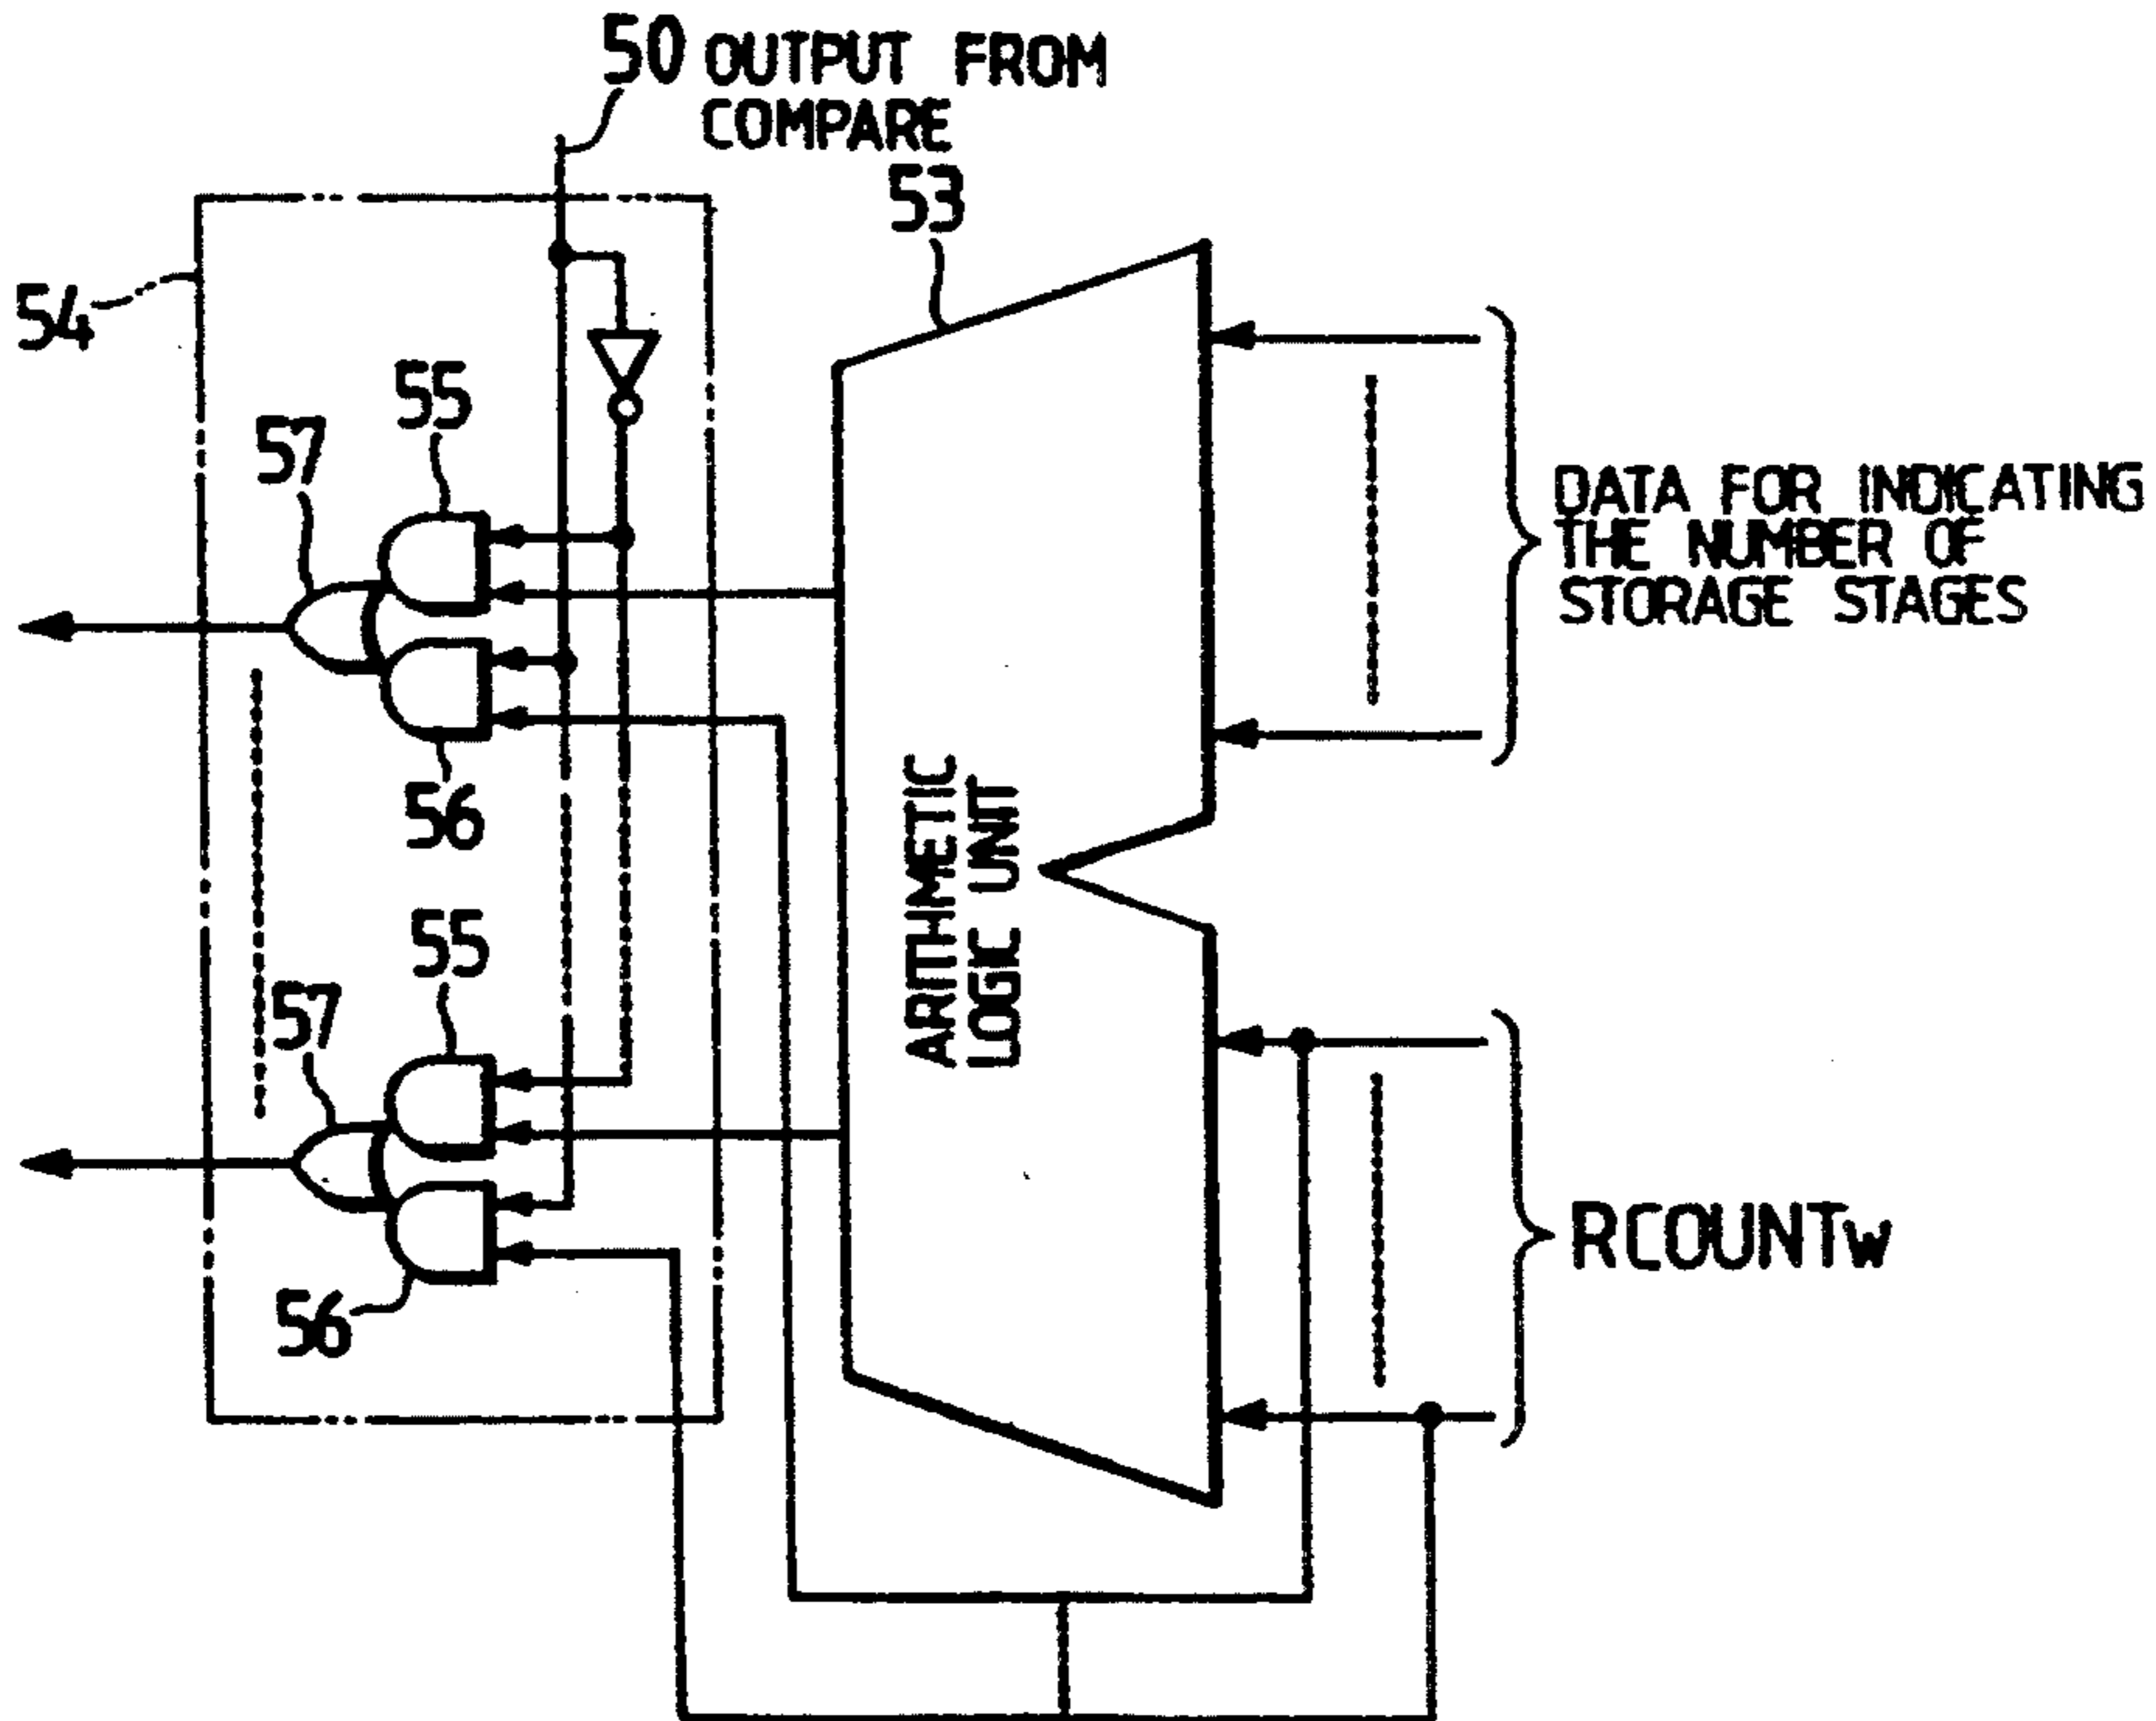 50 OUTPUT FROM
COMPARE
53
54
55
57
DATA FOR INDICATING
THE NUMBER OF
STORAGE STAGES
56
ARITHMETIC
LOGIC UNIT
55
57
RCOUNTW
56